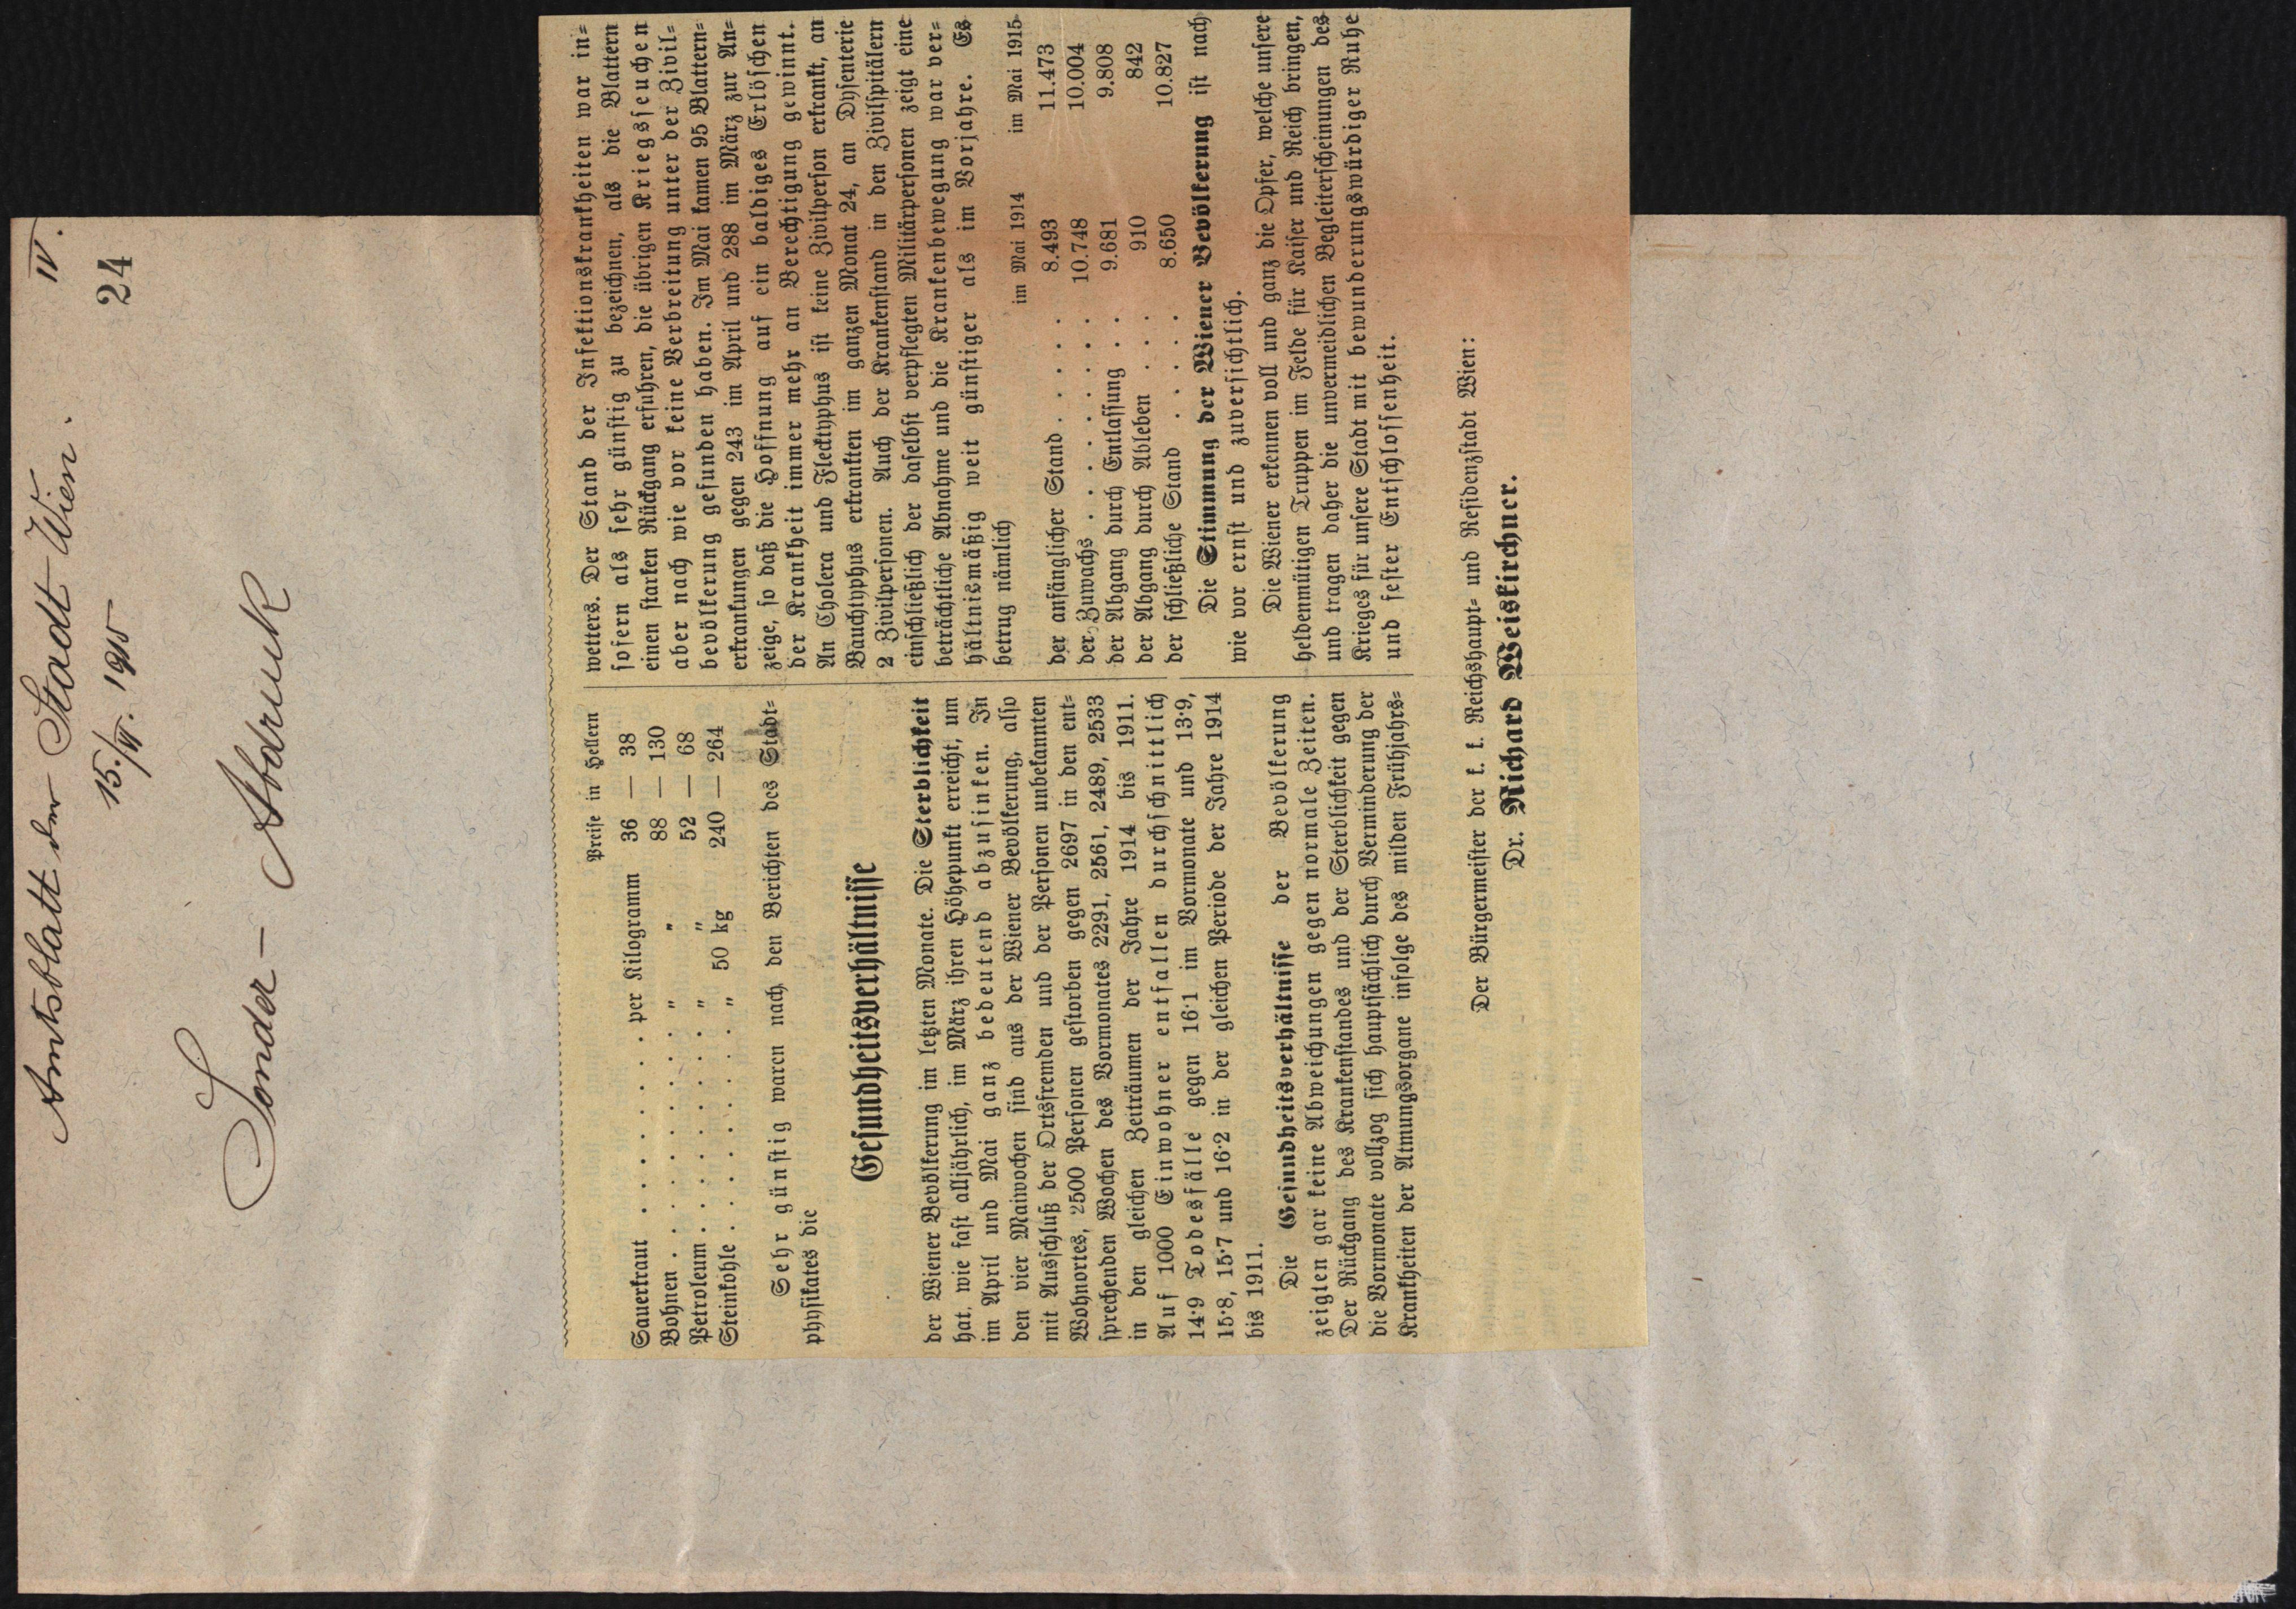 Amtsblatt der Stadt Wien.
IV.
15./VI. 1915
24
Sonder- Abdruck
Preise in Hellern
Sauerkraut . . . . . . . . per Kilogramm 36 — 38
Bohnen . . . . . . . . . " " 88 — 130
Petroleum . . . . . . . . " " 52 — 68
Steinkohle . . . . . . . . " 50 kg 240 — 264
Sehr günstig waren nach den Berichten des Stadt-
physikates die
Gesundheitsverhältnisse
der Wiener Bevölkerung im letzten Monate. Die Sterblichkeit
hat, wie fast alljährlich, im März ihren Höhepunkt erreicht, um
im April und Mai ganz bedeutend abzusinken. In
den vier Maiwochen sind aus der Wiener Bevölkerung, also
mit Ausschluß der Ortsfremden und der Personen unbekannten
Wohnortes, 2500 Personen gestorben gegen 2697 in den ent-
sprechenden Wochen des Vormonates 2291, 2561, 2489, 2533
in den gleichen Zeiträumen der Jahre 1914 bis 1911.
Auf 1000 Einwohner entfallen durchschnittlich
14·9 Todesfälle gegen 16·1 im Vormonate und 13·9,
15·8, 15·7 und 16·2 in der gleichen Periode der Jahre 1914
bis 1911.
Die Gesundheitsverhältnisse der Bevölkerung
zeigten gar keine Abweichungen gegen normale Zeiten.
Der Rückgang des Krankenstandes und der Sterblichkeit gegen
die Vormonate vollzog sich hauptsächlich durch Verminderung der
Krankheiten der Atmungsorgane infolge des milden Frühjahrs-
wetters. Der Stand der Infektionskrankheiten war in-
sofern als sehr günstig zu bezeichnen, als die Blattern
einen starken Rückgang erfuhren, die übrigen Kriegsseuchen
aber nach wie vor keine Verbreitung unter der Zivil-
bevölkerung gefunden haben. Im Mai kamen 95 Blattern-
erkrankungen gegen 243 im April und 288 im März zur An-
zeige, so daß die Hoffnung auf ein baldiges Erlöschen
der Krankheit immer mehr an Berechtigung gewinnt.
An Cholera und Flecktyphus ist keine Zivilperson erkrankt, an
Bauchtyphus erkrankten im ganzen Monat 24, an Dysenterie
2 Zivilpersonen. Auch der Krankenstand in den Zivilspitälern
einschließlich der daselbst verpflegten Militärpersonen zeigt eine
beträchtliche Abnahme und die Krankenbewegung war ver-
hältnismäßig weit günstiger als im Vorjahre. Es
betrug nämlich
im Mai 1914 im Mai 1915
der anfänglicher Stand . . . . . 8.493 11.473
der Zuwachs . . . . . . . . 10.748 10.004
der Abgang durch Entlassung . . 9.681 9.808
der Abgang durch Ableben . . . 910 842
der schließliche Stand . . . . . 8.650 10.827
Die Stimmung der Wiener Bevölkerung ist nach
wie vor ernst und zuversichtlich.
Die Wiener erkennen voll und ganz die Opfer, welche unsere
heldenmütigen Truppen im Felde für Kaiser und Reich bringen,
und tragen daher die unvermeidlichen Begleiterscheinungen des
Krieges für unsere Stadt mit bewunderungswürdiger Ruhe
und fester Entschlossenheit.
Der Bürgermeister der k. k. Reichshaupt- und Residenzstadt Wien:
Dr. Richard Weiskirchner.